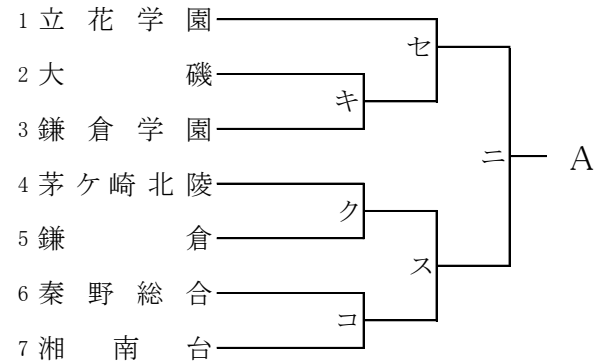 1 立花学園
セ
2 大磯
キ
3 鎌倉学園
ニ A
4 茅ケ崎北陵
ク
5 鎌倉
ス
6 秦野総合
コ
7 湘南台